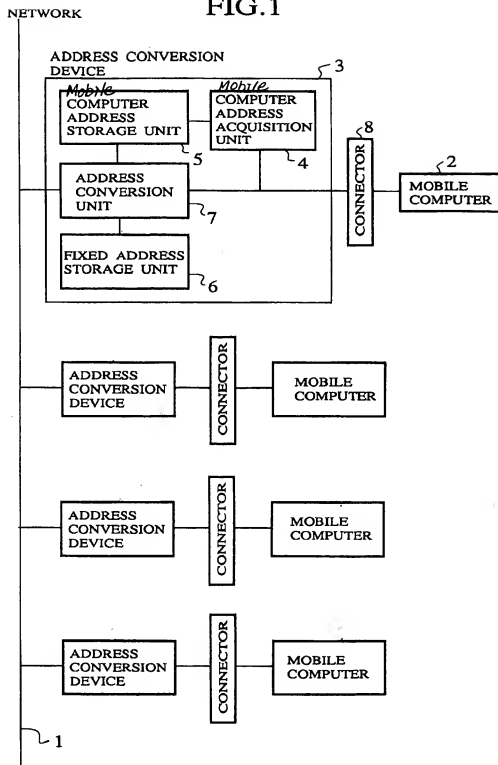 FIG.1
NETWORK
ADDRESS CONVERSION
DEVICE
3
Mobile
COMPUTER
ADDRESS
STORAGE UNIT
5
Mobile
COMPUTER
ADDRESS
ACQUISITION
UNIT
4
8
CONNECTOR
2
MOBILE
COMPUTER
ADDRESS
CONVERSION
UNIT
7
FIXED ADDRESS
STORAGE UNIT
6
ADDRESS
CONVERSION
DEVICE
CONNECTOR
MOBILE
COMPUTER
ADDRESS
CONVERSION
DEVICE
CONNECTOR
MOBILE
COMPUTER
ADDRESS
CONVERSION
DEVICE
CONNECTOR
MOBILE
COMPUTER
1